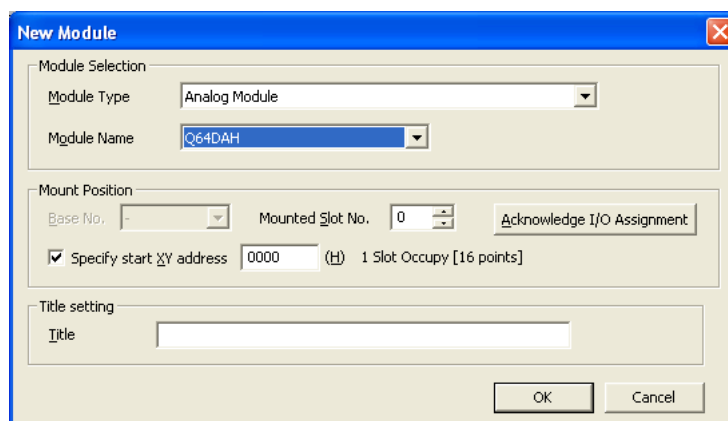 New Module
Module Selection
Module Type Analog Module
Module Name Q64DAH
Mount Position
Base No. - Mounted Slot No. 0 Acknowledge I/O Assignment
Specify start XY address 0000 (H) 1 Slot Occupy [16 points]
Title setting
Title
OK Cancel